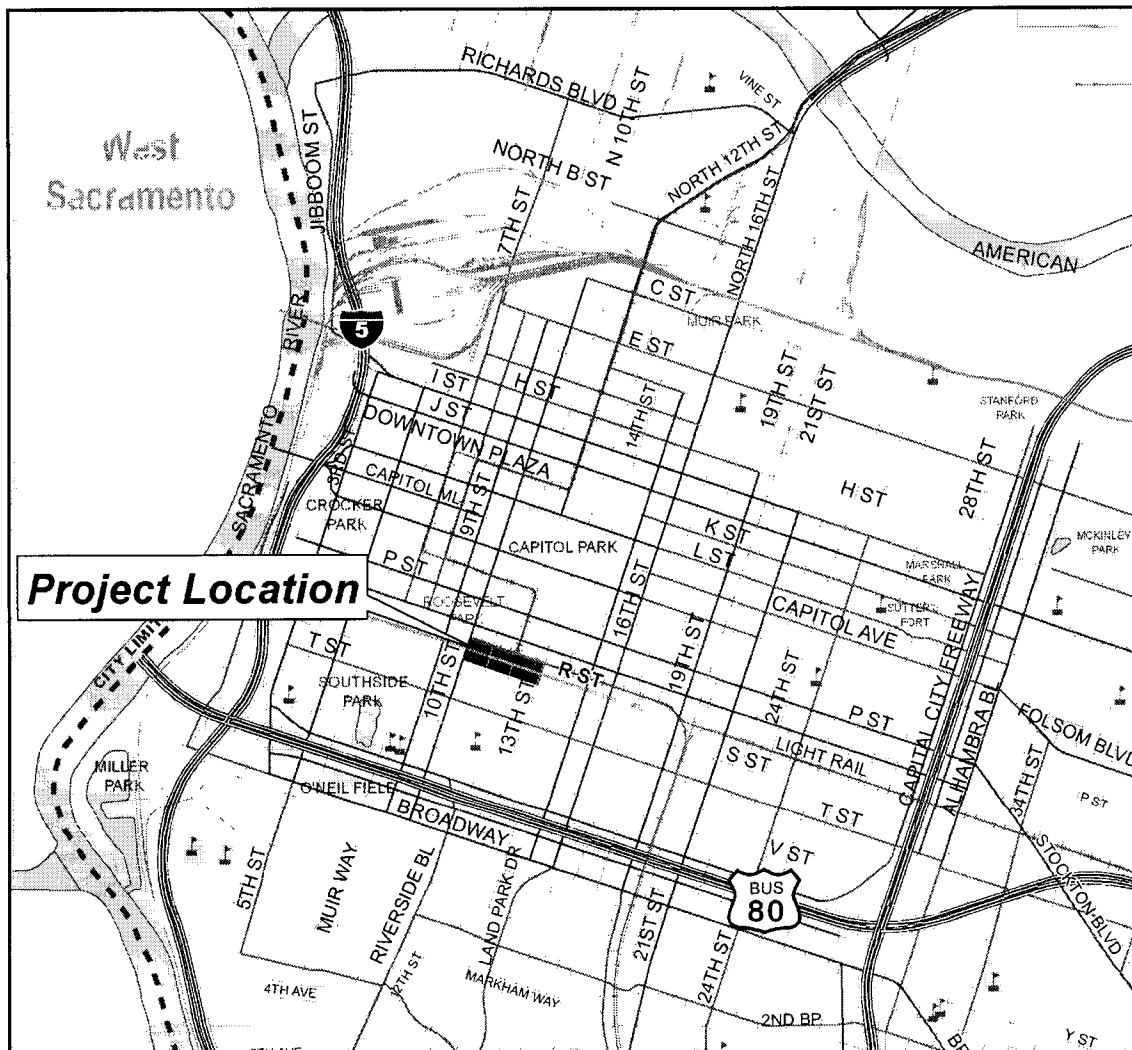 RICHARDS BLVD
VINE ST
N 10TH ST
West
Sacramento
JIBBOOM ST
NORTH B ST
NORTH 12TH ST
7TH ST
NORTH 16TH ST
AMERICAN
C ST
MUIR PARK
RIVER
5
E ST
19TH ST
21ST ST
I ST
H ST
STANFORD
PARK
J ST
14TH ST
DOWNTOWN PLAZA
3RD ST
28TH ST
SACRAMENTO
CAPITOL ML
9TH ST
H ST
CROCKER
PARK
K ST
MCKINLEY
PARK
CAPITOL PARK
L ST
P ST
MARSHALL
PARK
Project Location
ROOSEVELT
16TH ST
CAPITOL AVE
SUTTER'S
FORT
CITY LIMIT
T ST
R ST
19TH ST
SOUTHSIDE
PARK
10TH ST
24TH ST
13TH ST
P ST
CAPITAL CITY FREEWAY
ALHAMBRA BL
FOLSOM BLVD
LIGHT RAIL
S ST
34TH ST
MILLER
PARK
O'NEIL FIELD
P ST
BROADWAY
T ST
V ST
5TH ST
MUIR WAY
RIVERSIDE BL
LAND PARK DR
BUS
80
STOCKTON BLVD
21ST ST
24TH ST
12TH ST
4TH AVE
MARKHAM WAY
2ND BP
Y ST